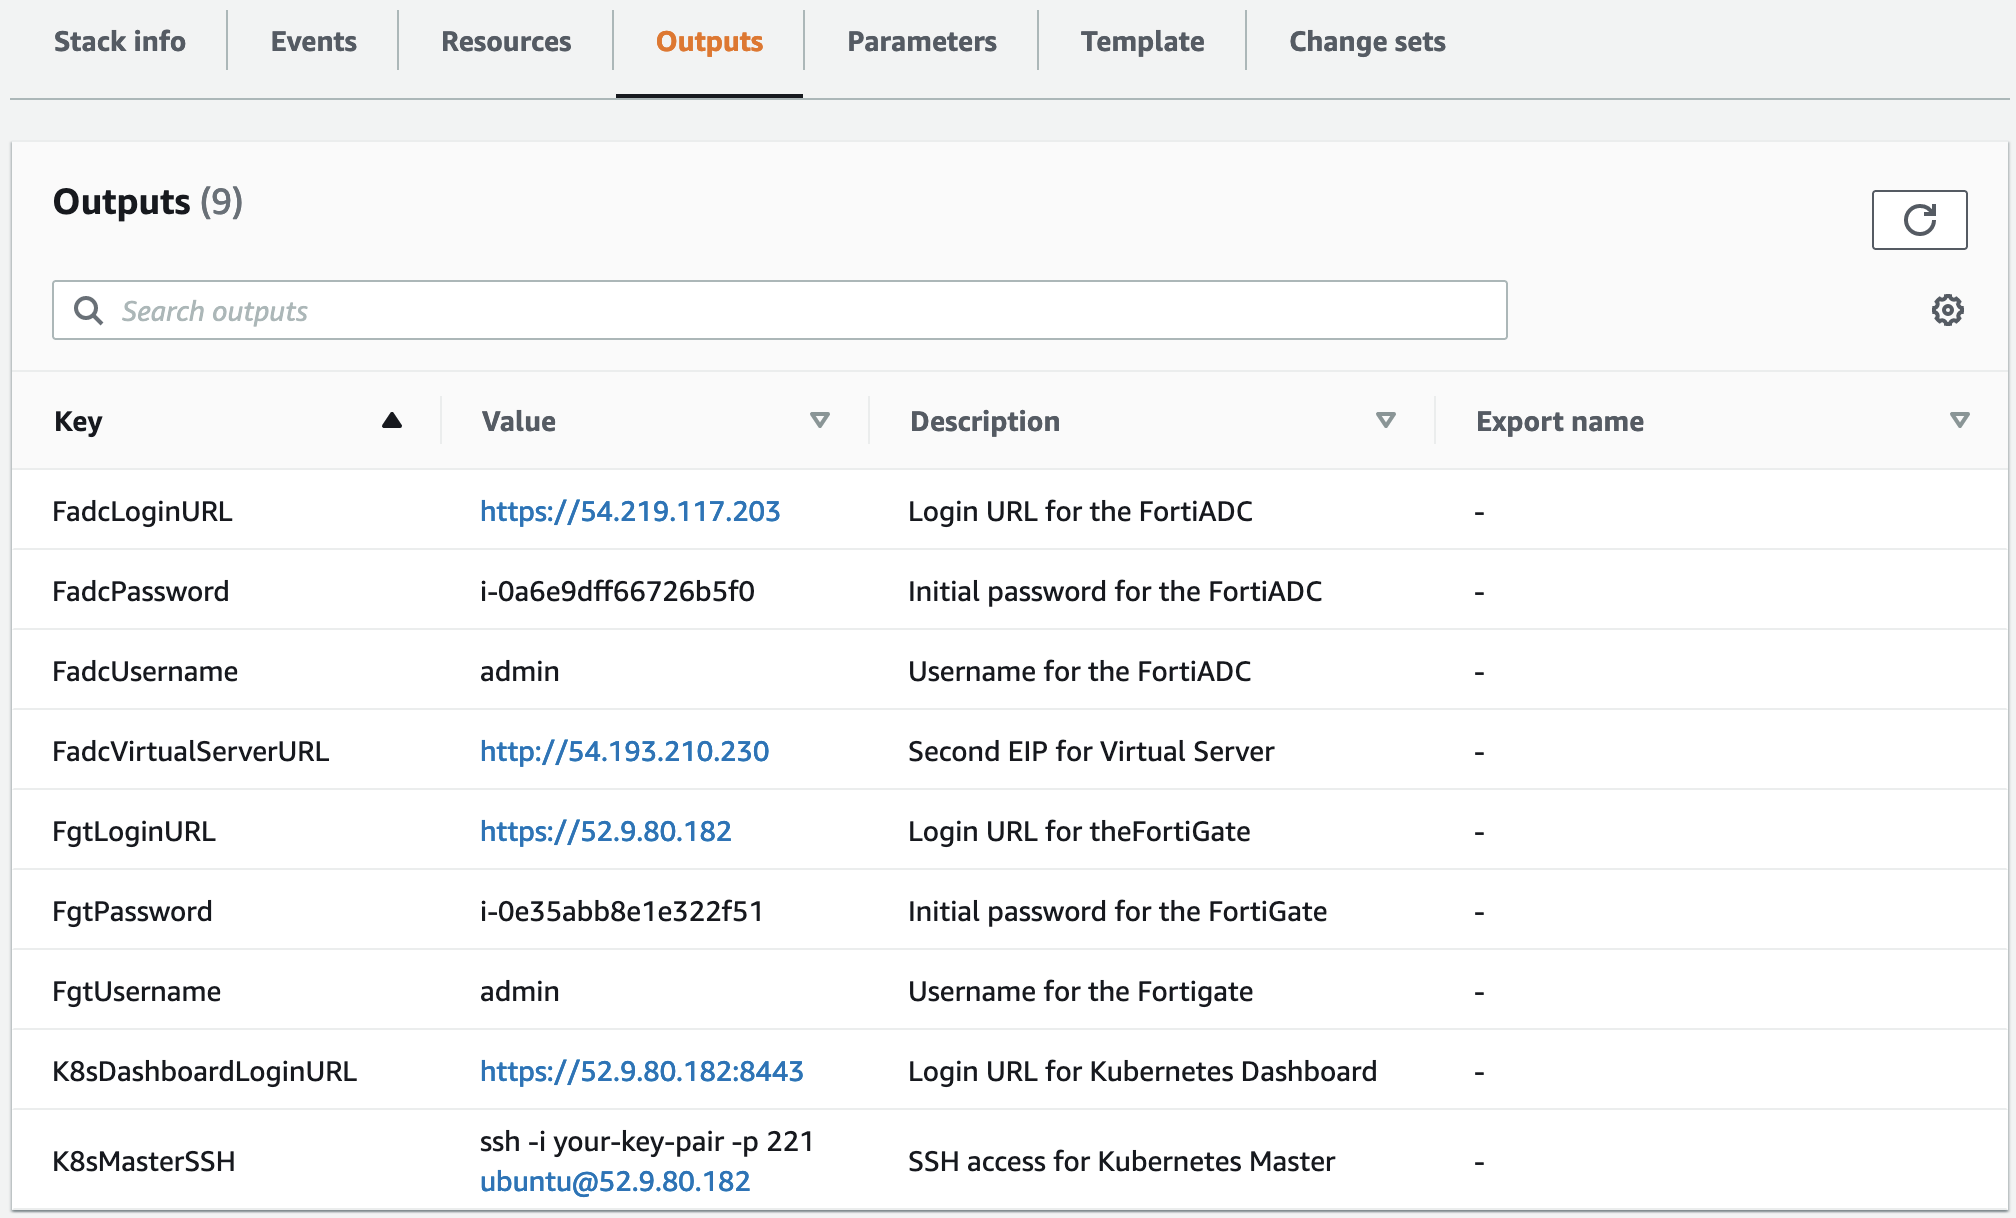 Stack info Events Resources Outputs Parameters Template Change sets
Outputs (9)
Search outputs
Key Value Description Export name
FadcLoginURL https://54.219.117.203 Login URL for the FortiADC -
FadcPassword i-0a6e9dff66726b5f0 Initial password for the FortiADC -
FadcUsername admin Username for the FortiADC -
FadcVirtualServerURL http://54.193.210.230 Second EIP for Virtual Server -
FgtLoginURL https://52.9.80.182 Login URL for theFortiGate -
FgtPassword i-0e35abb8e1e322f51 Initial password for the FortiGate -
FgtUsername admin Username for the Fortigate -
K8sDashboardLoginURL https://52.9.80.182:8443 Login URL for Kubernetes Dashboard -
K8sMasterSSH ssh -i your-key-pair -p 221 SSH access for Kubernetes Master -
ubuntu@52.9.80.182